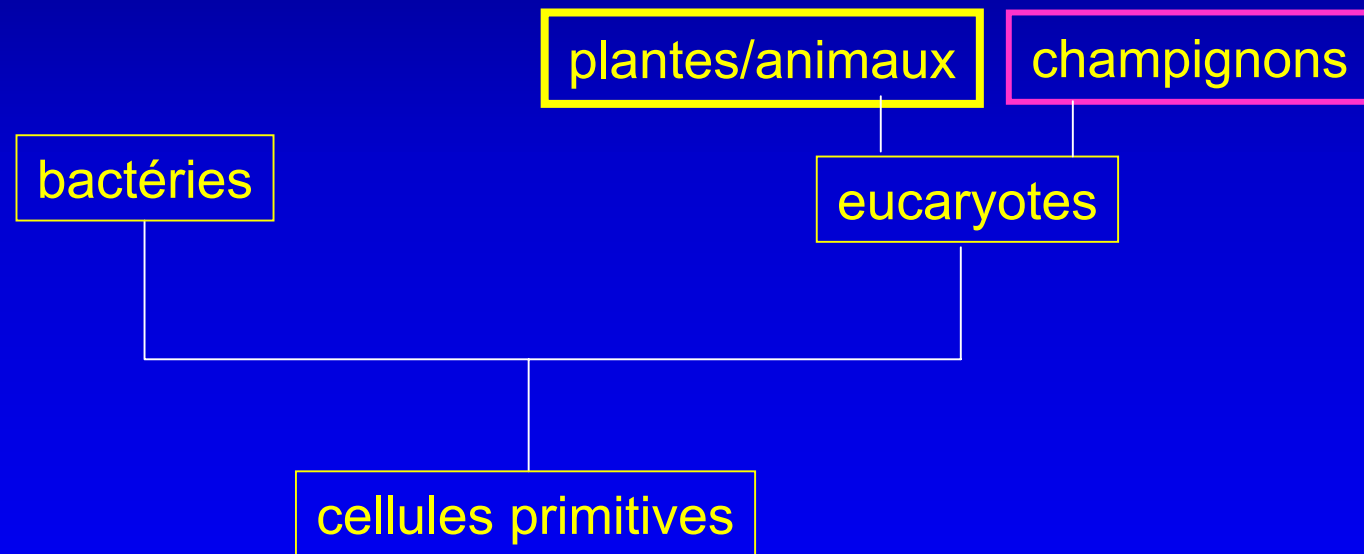 plantes/animaux
champignons
bactéries
eucaryotes
cellules primitives